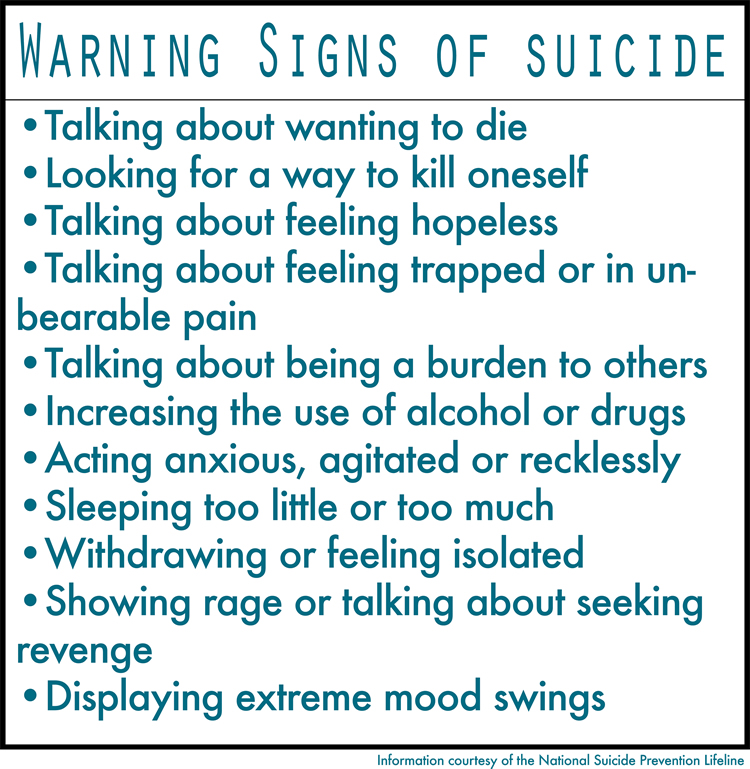 WARNING SIGNS OF SUICIDE
•Talking about wanting to die
•Looking for a way to kill oneself
•Talking about feeling hopeless
•Talking about feeling trapped or in un-
bearable pain
•Talking about being a burden to others
•Increasing the use of alcohol or drugs
•Acting anxious, agitated or recklessly
•Sleeping too little or too much
•Withdrawing or feeling isolated
•Showing rage or talking about seeking
revenge
•Displaying extreme mood swings
Information courtesy of the National Suicide Prevention Lifeline